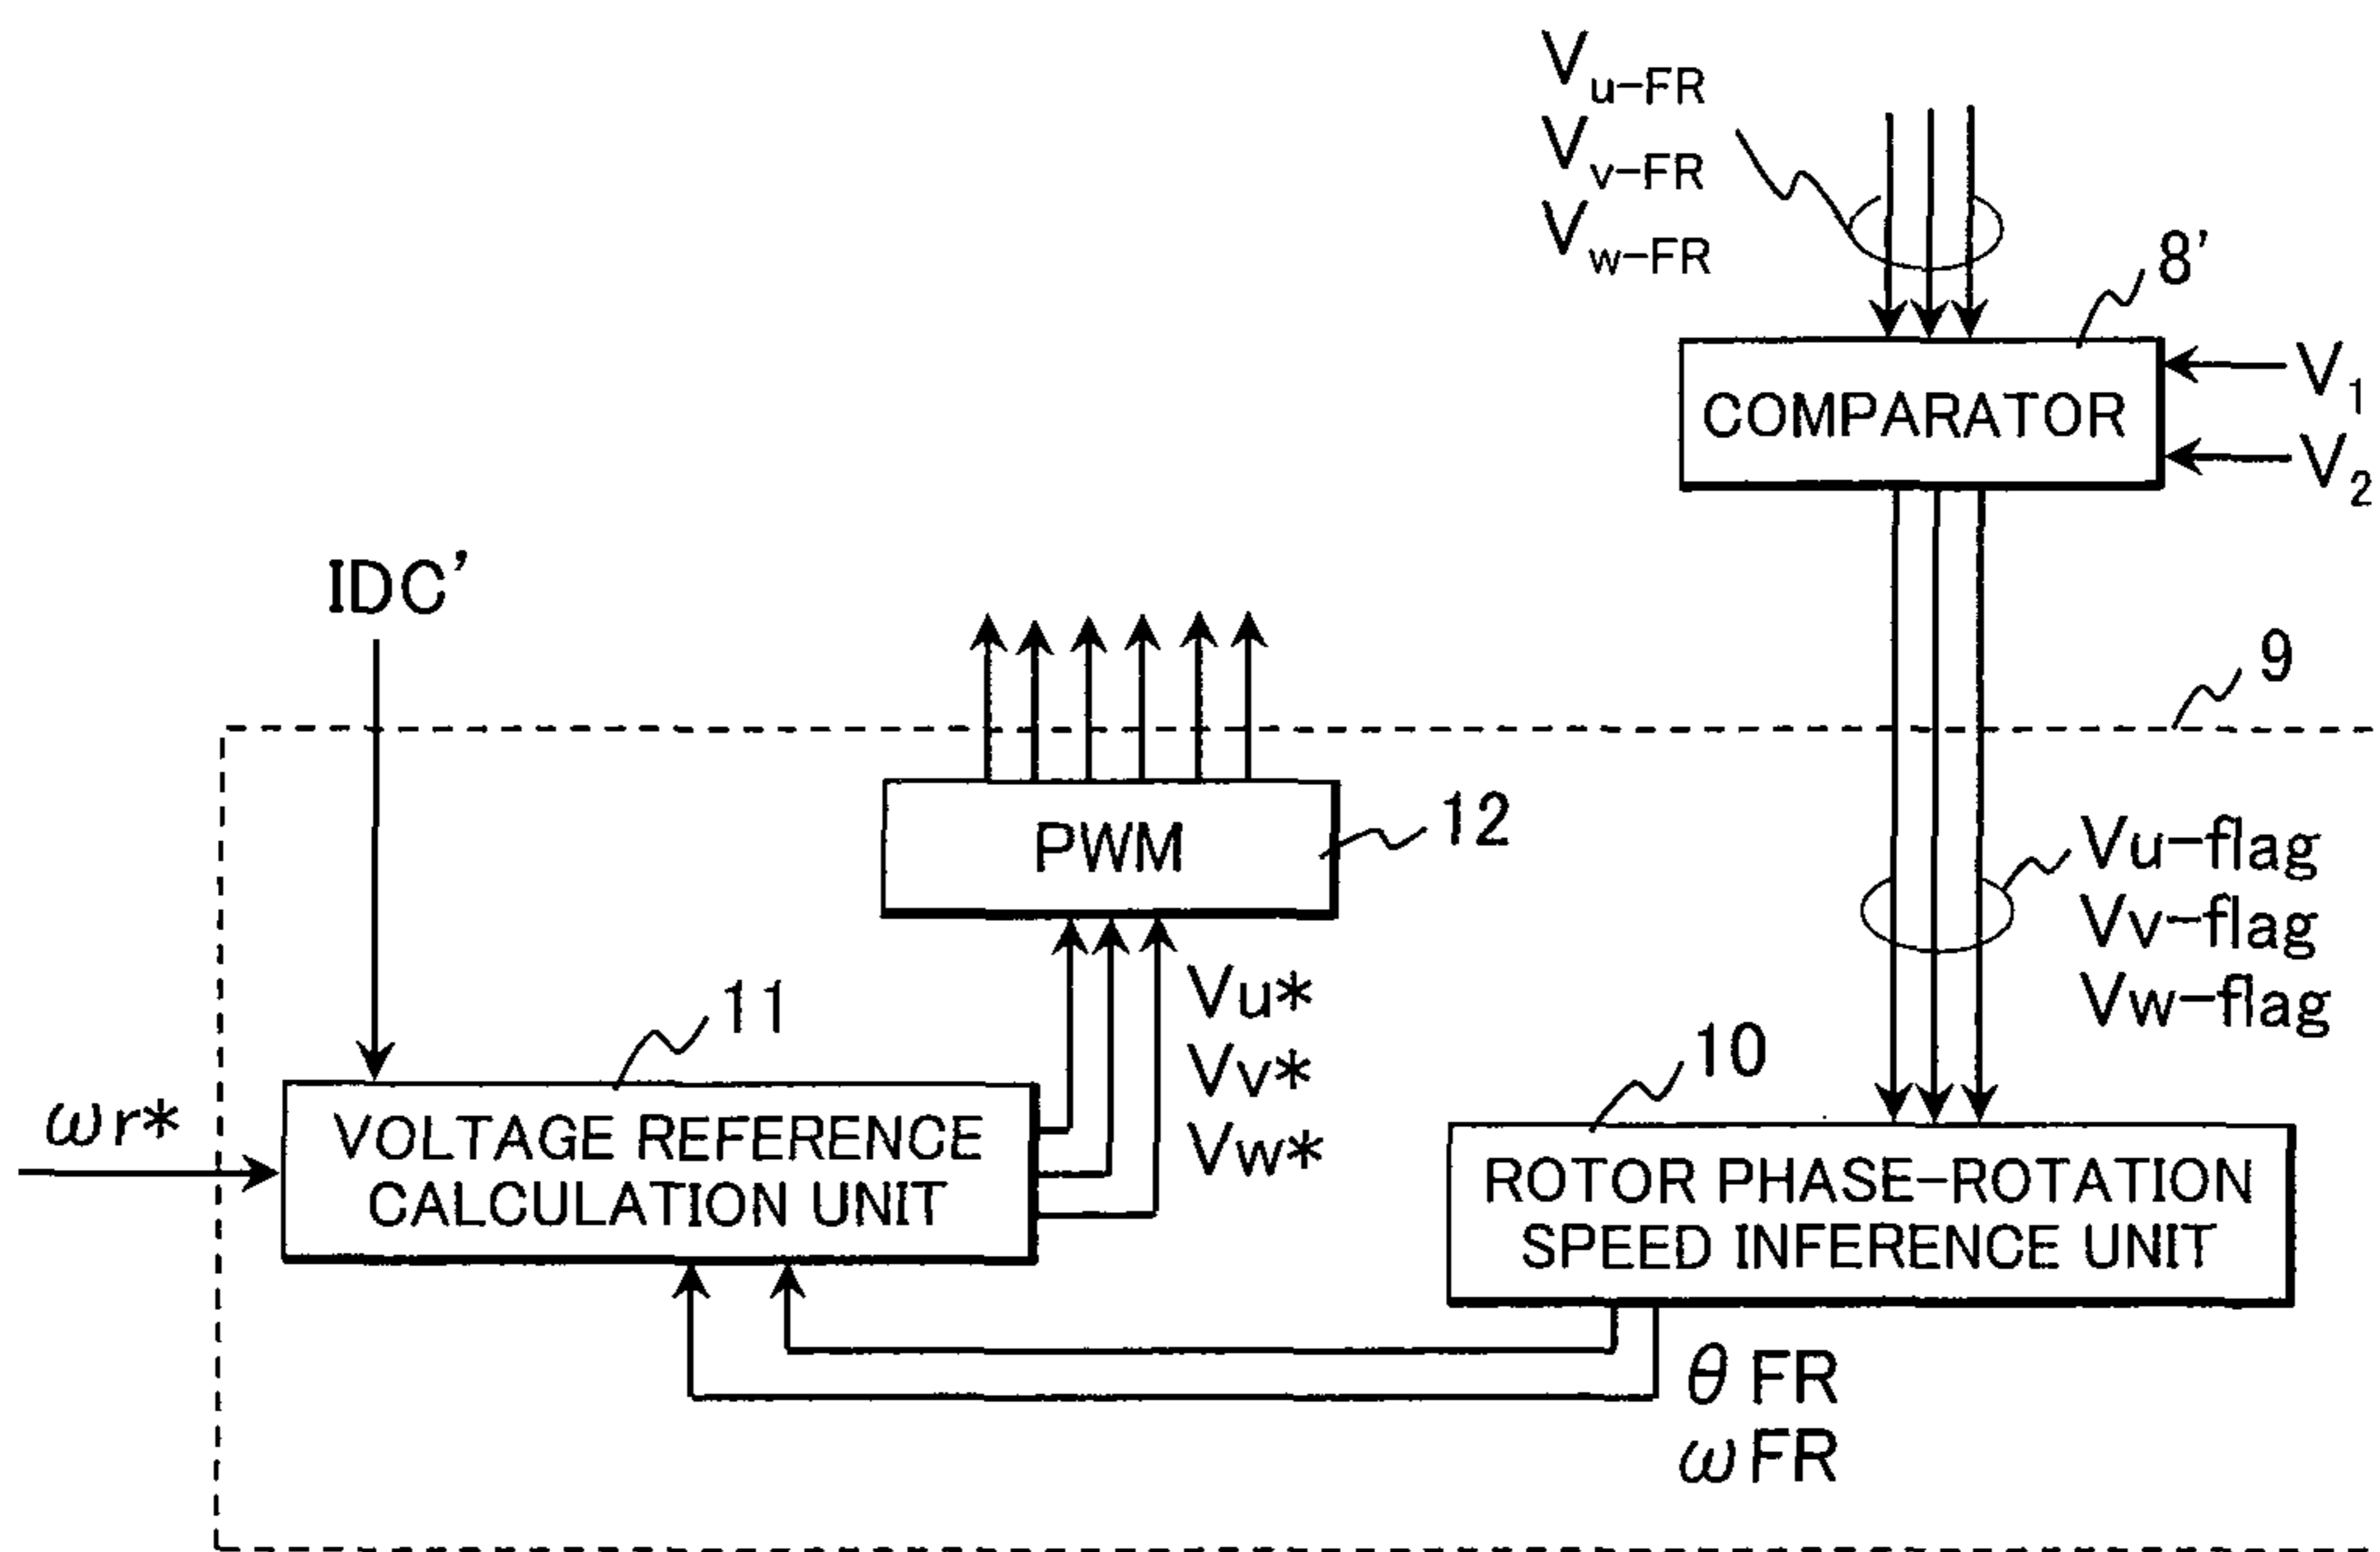 Vu-FR
Vv-FR
Vw-FR
8'
COMPARATOR
V1
V2
IDC'
9
PWM
12
Vu-flag
Vv-flag
Vw-flag
11
Vu*
Vv*
Vw*
10
ωr*
VOLTAGE REFERENCE
CALCULATION UNIT
ROTOR PHASE-ROTATION
SPEED INFERENCE UNIT
θ FR
ωFR